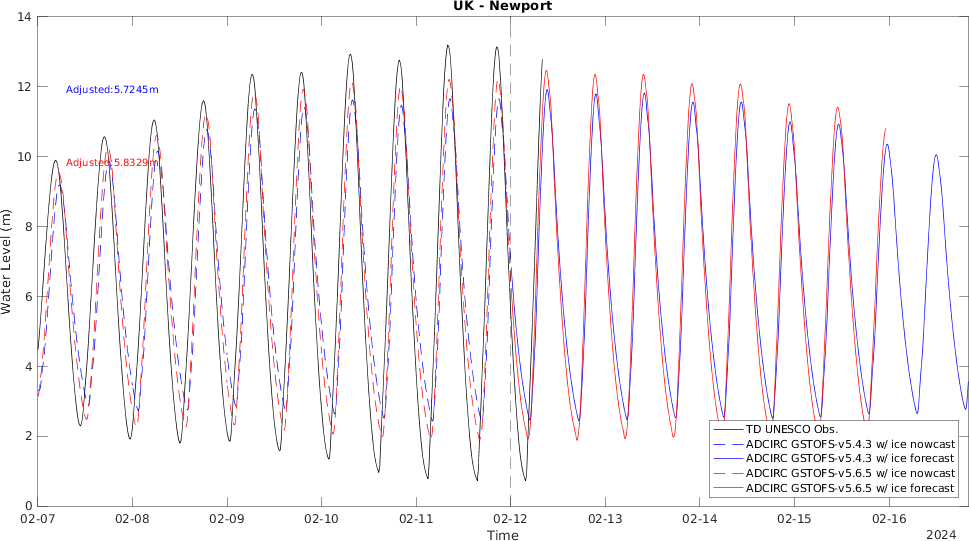 UK - Newport
14
12
10
8
6
4
2
0
Water Level (m)
Adjusted:5.7245m
Adjusted:5.8329m
TD UNESCO Obs.
ADCIRC GSTOFS-v5.4.3 w/ ice nowcast
ADCIRC GSTOFS-v5.4.3 w/ ice forecast
ADCIRC GSTOFS-v5.6.5 w/ ice nowcast
ADCIRC GSTOFS-v5.6.5 w/ ice forecast
02-07 02-08 02-09 02-10 02-11 02-12 02-13 02-14 02-15 02-16
Time
2024